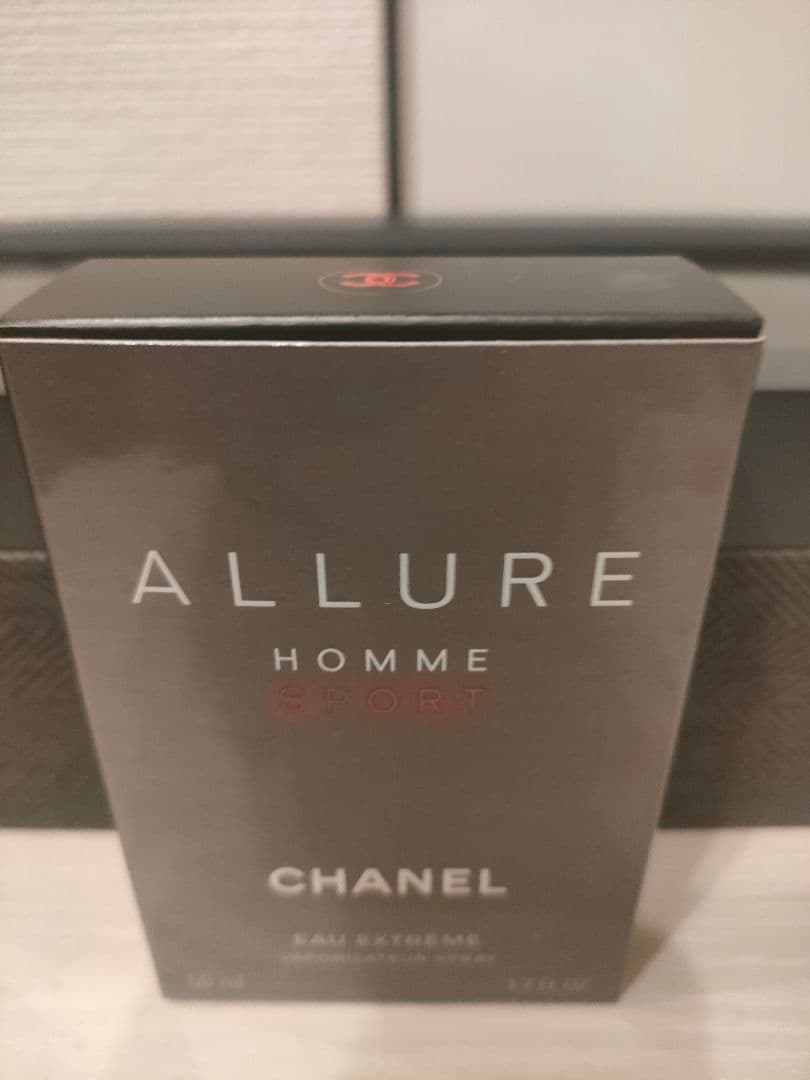 ALLURE
HOMME
SPORT
CHANEL
EAU EXTRÊME
VAPORISATEUR SPRAY
50 ml 1.7 FL. OZ.